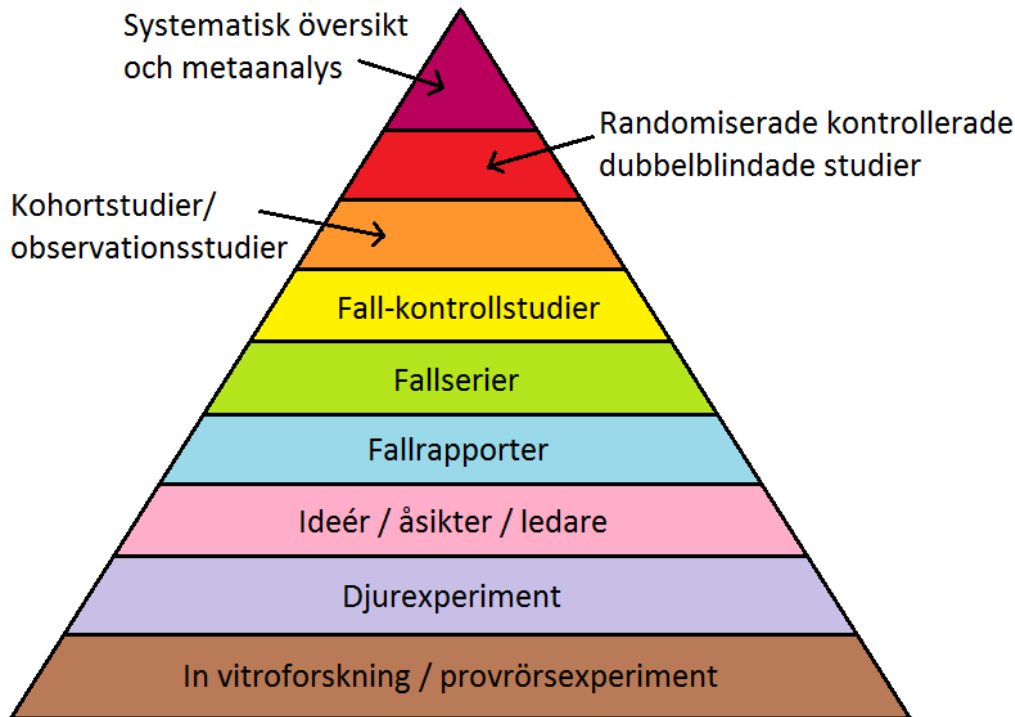 Systematisk översikt
och metaanalys
Randomiserade kontrollerade
dubbelblindade studier
Kohortstudier/
observationsstudier
Fall-kontrollstudier
Fallserier
Fallrapporter
Ideér / åsikter / ledare
Djurexperiment
In vitroforskning / provrörsexperiment